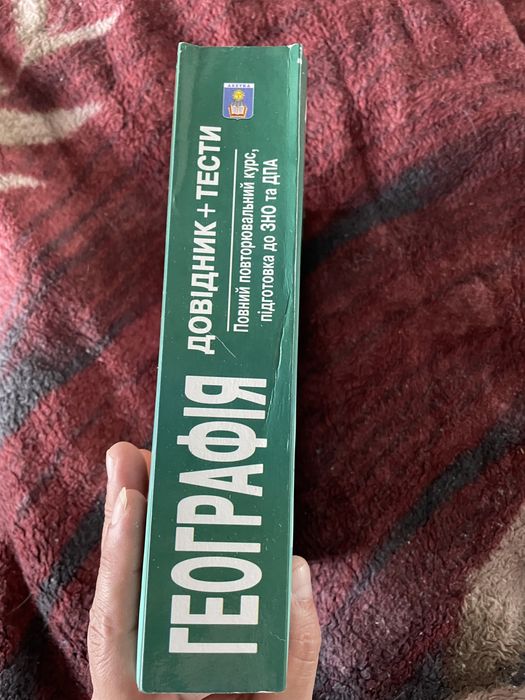 ГЕОГРАФІЯ
ДОВІДНИК + ТЕСТИ
Повний повторювальний курс,
підготовка до ЗНО та ДПА